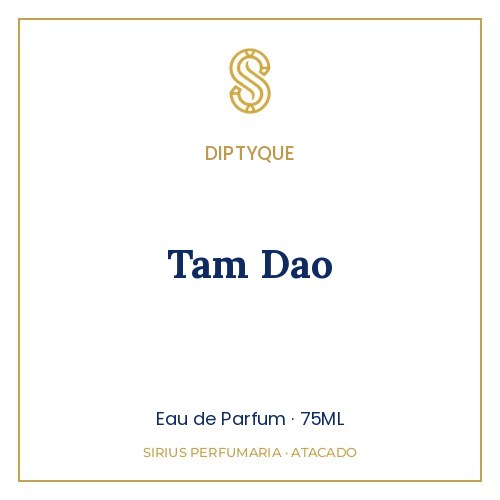 DIPTYQUE
Tam Dao
Eau de Parfum · 75ML
SIRIUS PERFUMARIA · ATACADO